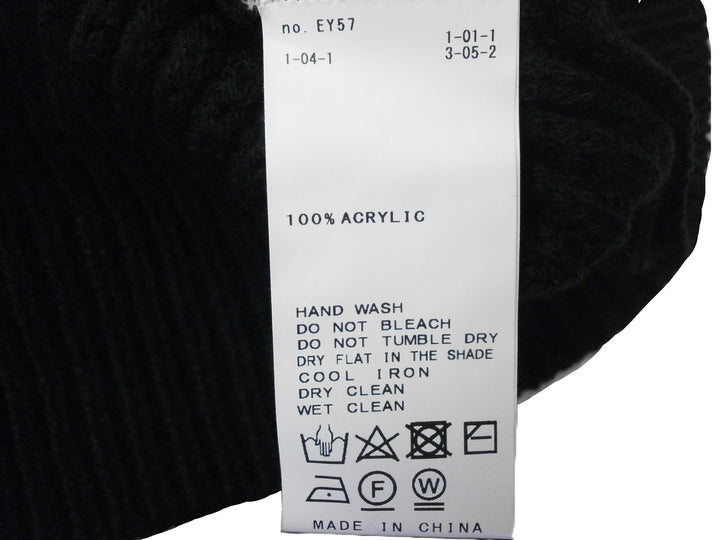 no. EY57
1-04-1
1-01-1
3-05-2
100% ACRYLIC
HAND WASH
DO NOT BLEACH
DO NOT TUMBLE DRY
DRY FLAT IN THE SHADE
COOL IRON
DRY CLEAN
WET CLEAN
F W
MADE IN CHINA